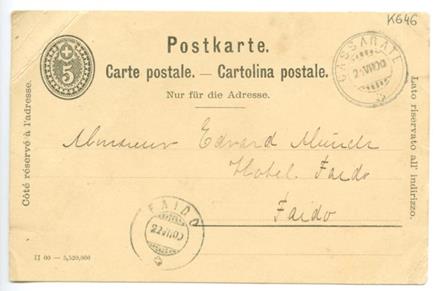 K646
5
Postkarte.
Carte postale. — Cartolina postale.
Nur für die Adresse.
CASSARATE
Côté réservé à l'adresse.
Lato riservato all' indirizzo.
Monsieur Edvard Munch
Hotel Faido
Faido
FAIDO
II 00 — 5,520,000